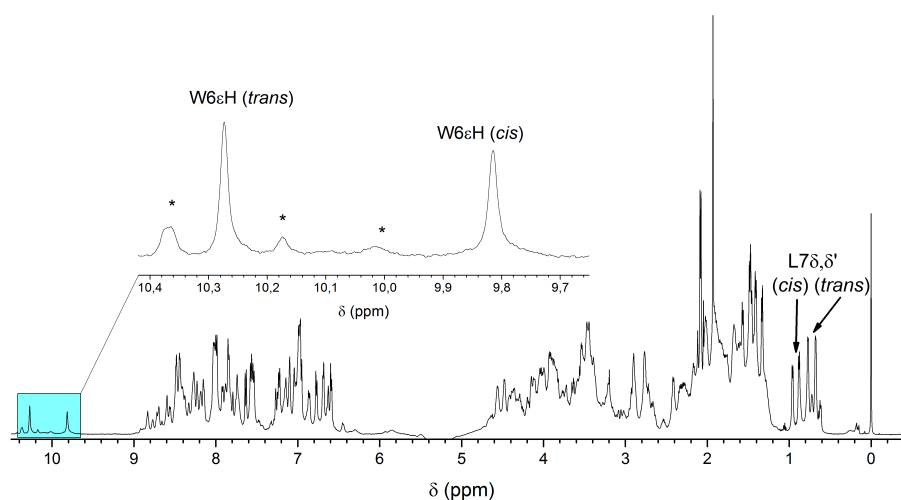 W6εH (trans)
W6εH (cis)
*
*
*
10,4 10,3 10,2 10,1 10,0 9,9 9,8 9,7
δ (ppm)
L7δ,δ'
(cis) (trans)
10 9 8 7 6 5 4 3 2 1 0
δ (ppm)